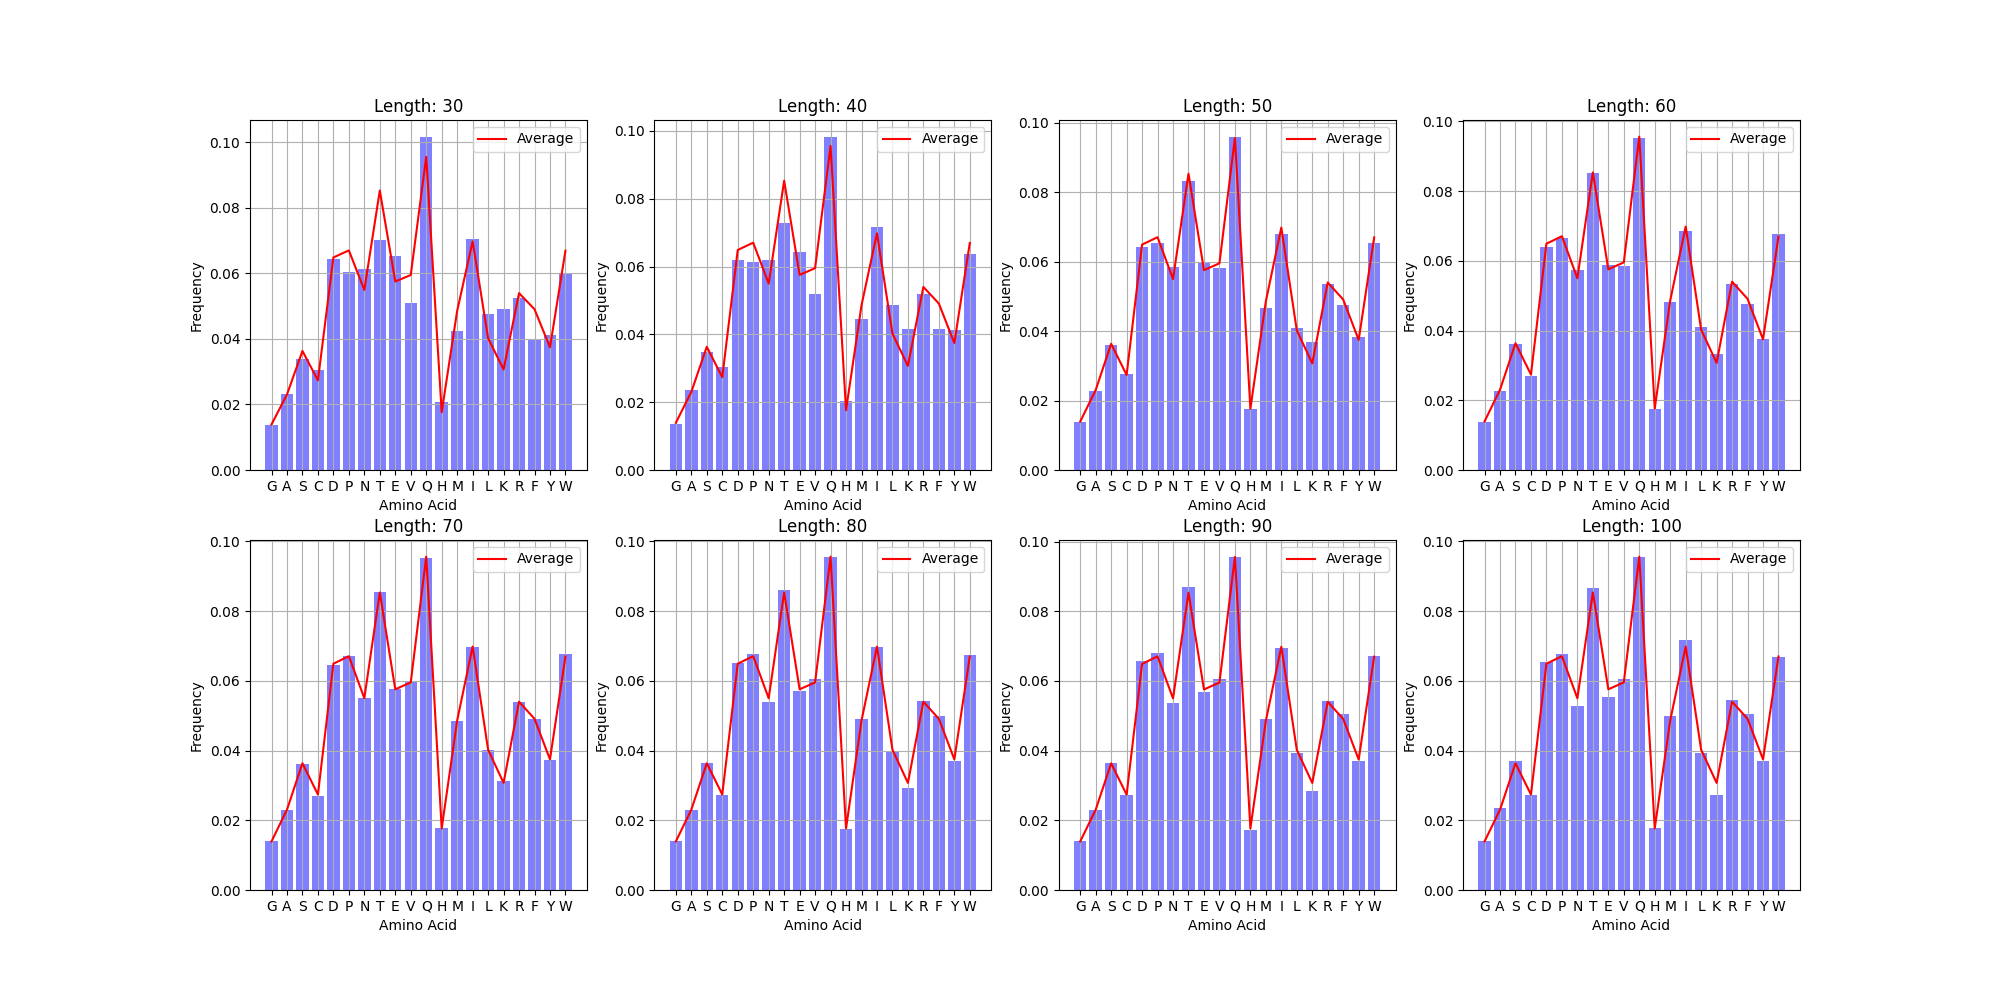 Length: 30
Average
Frequency
0.10
0.08
0.06
0.04
0.02
0.00
G A S C D P N T E V Q H M I L K R F Y W
Amino Acid
Length: 40
Average
Frequency
0.10
0.08
0.06
0.04
0.02
0.00
G A S C D P N T E V Q H M I L K R F Y W
Amino Acid
Length: 50
Average
Frequency
0.10
0.08
0.06
0.04
0.02
0.00
G A S C D P N T E V Q H M I L K R F Y W
Amino Acid
Length: 60
Average
Frequency
0.10
0.08
0.06
0.04
0.02
0.00
G A S C D P N T E V Q H M I L K R F Y W
Amino Acid
Length: 70
Average
Frequency
0.10
0.08
0.06
0.04
0.02
0.00
G A S C D P N T E V Q H M I L K R F Y W
Amino Acid
Length: 80
Average
Frequency
0.10
0.08
0.06
0.04
0.02
0.00
G A S C D P N T E V Q H M I L K R F Y W
Amino Acid
Length: 90
Average
Frequency
0.10
0.08
0.06
0.04
0.02
0.00
G A S C D P N T E V Q H M I L K R F Y W
Amino Acid
Length: 100
Average
Frequency
0.10
0.08
0.06
0.04
0.02
0.00
G A S C D P N T E V Q H M I L K R F Y W
Amino Acid